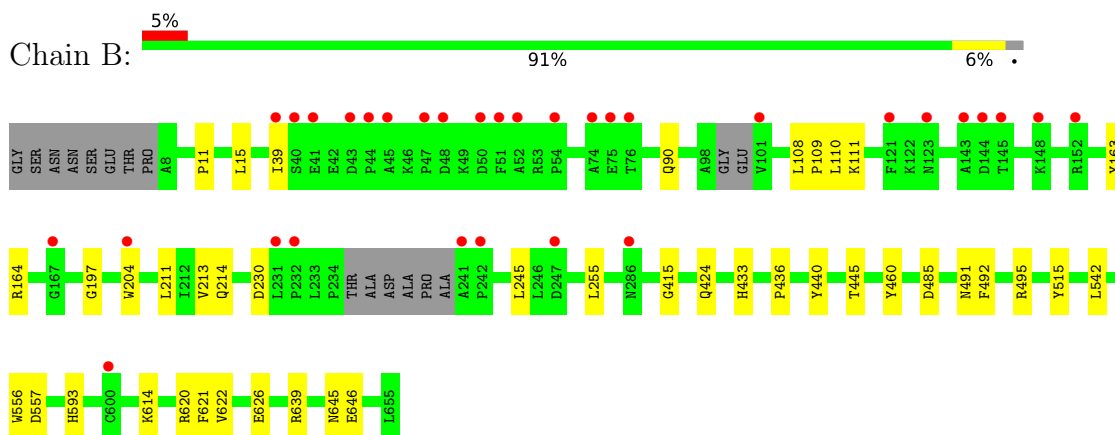 5%
Chain B:
91% 6% •
GLY SER ASN ASN SER GLU THR PRO A8 P11 L15 I39 S40 E41 E42 D43 P44 A45 K46 P47 D48 K49 D50 F51 A52 R53 P54 A74 E75 T76 Q90 A98 GLY GLU V101 L108 P109 L110 K111 F121 K122 N123 A143 D144 T145 K148 R152 Y163
R164 G167 G197 W204 L211 I212 V213 Q214 D230 L231 P232 L233 P234 THR ALA ASP ALA PRO ALA A241 P242 L245 L246 D247 L255 N286 G415 Q424 H433 P436 Y440 T445 Y460 D485 N491 F492 R495 Y515 L542
W556 D557 H593 C600 K614 R620 F621 V622 E626 R639 N645 E646 L655